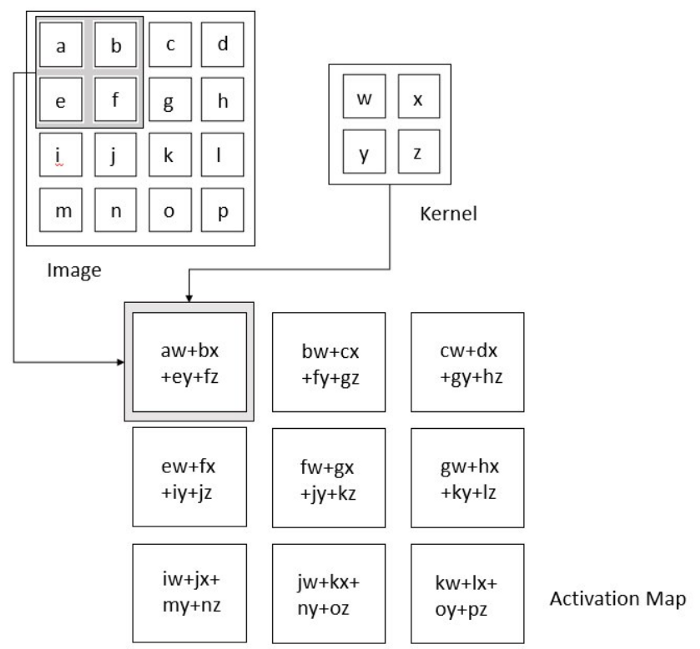 a b c d
e f g h
i j k l
m n o p
Image
w x
y z
Kernel
aw+bx
+ey+fz
bw+cx
+fy+gz
cw+dx
+gy+hz
ew+fx
+iy+jz
fw+gx
+jy+kz
gw+hx
+ky+lz
iw+jx+
my+nz
jw+kx+
ny+oz
kw+lx+
oy+pz
Activation Map